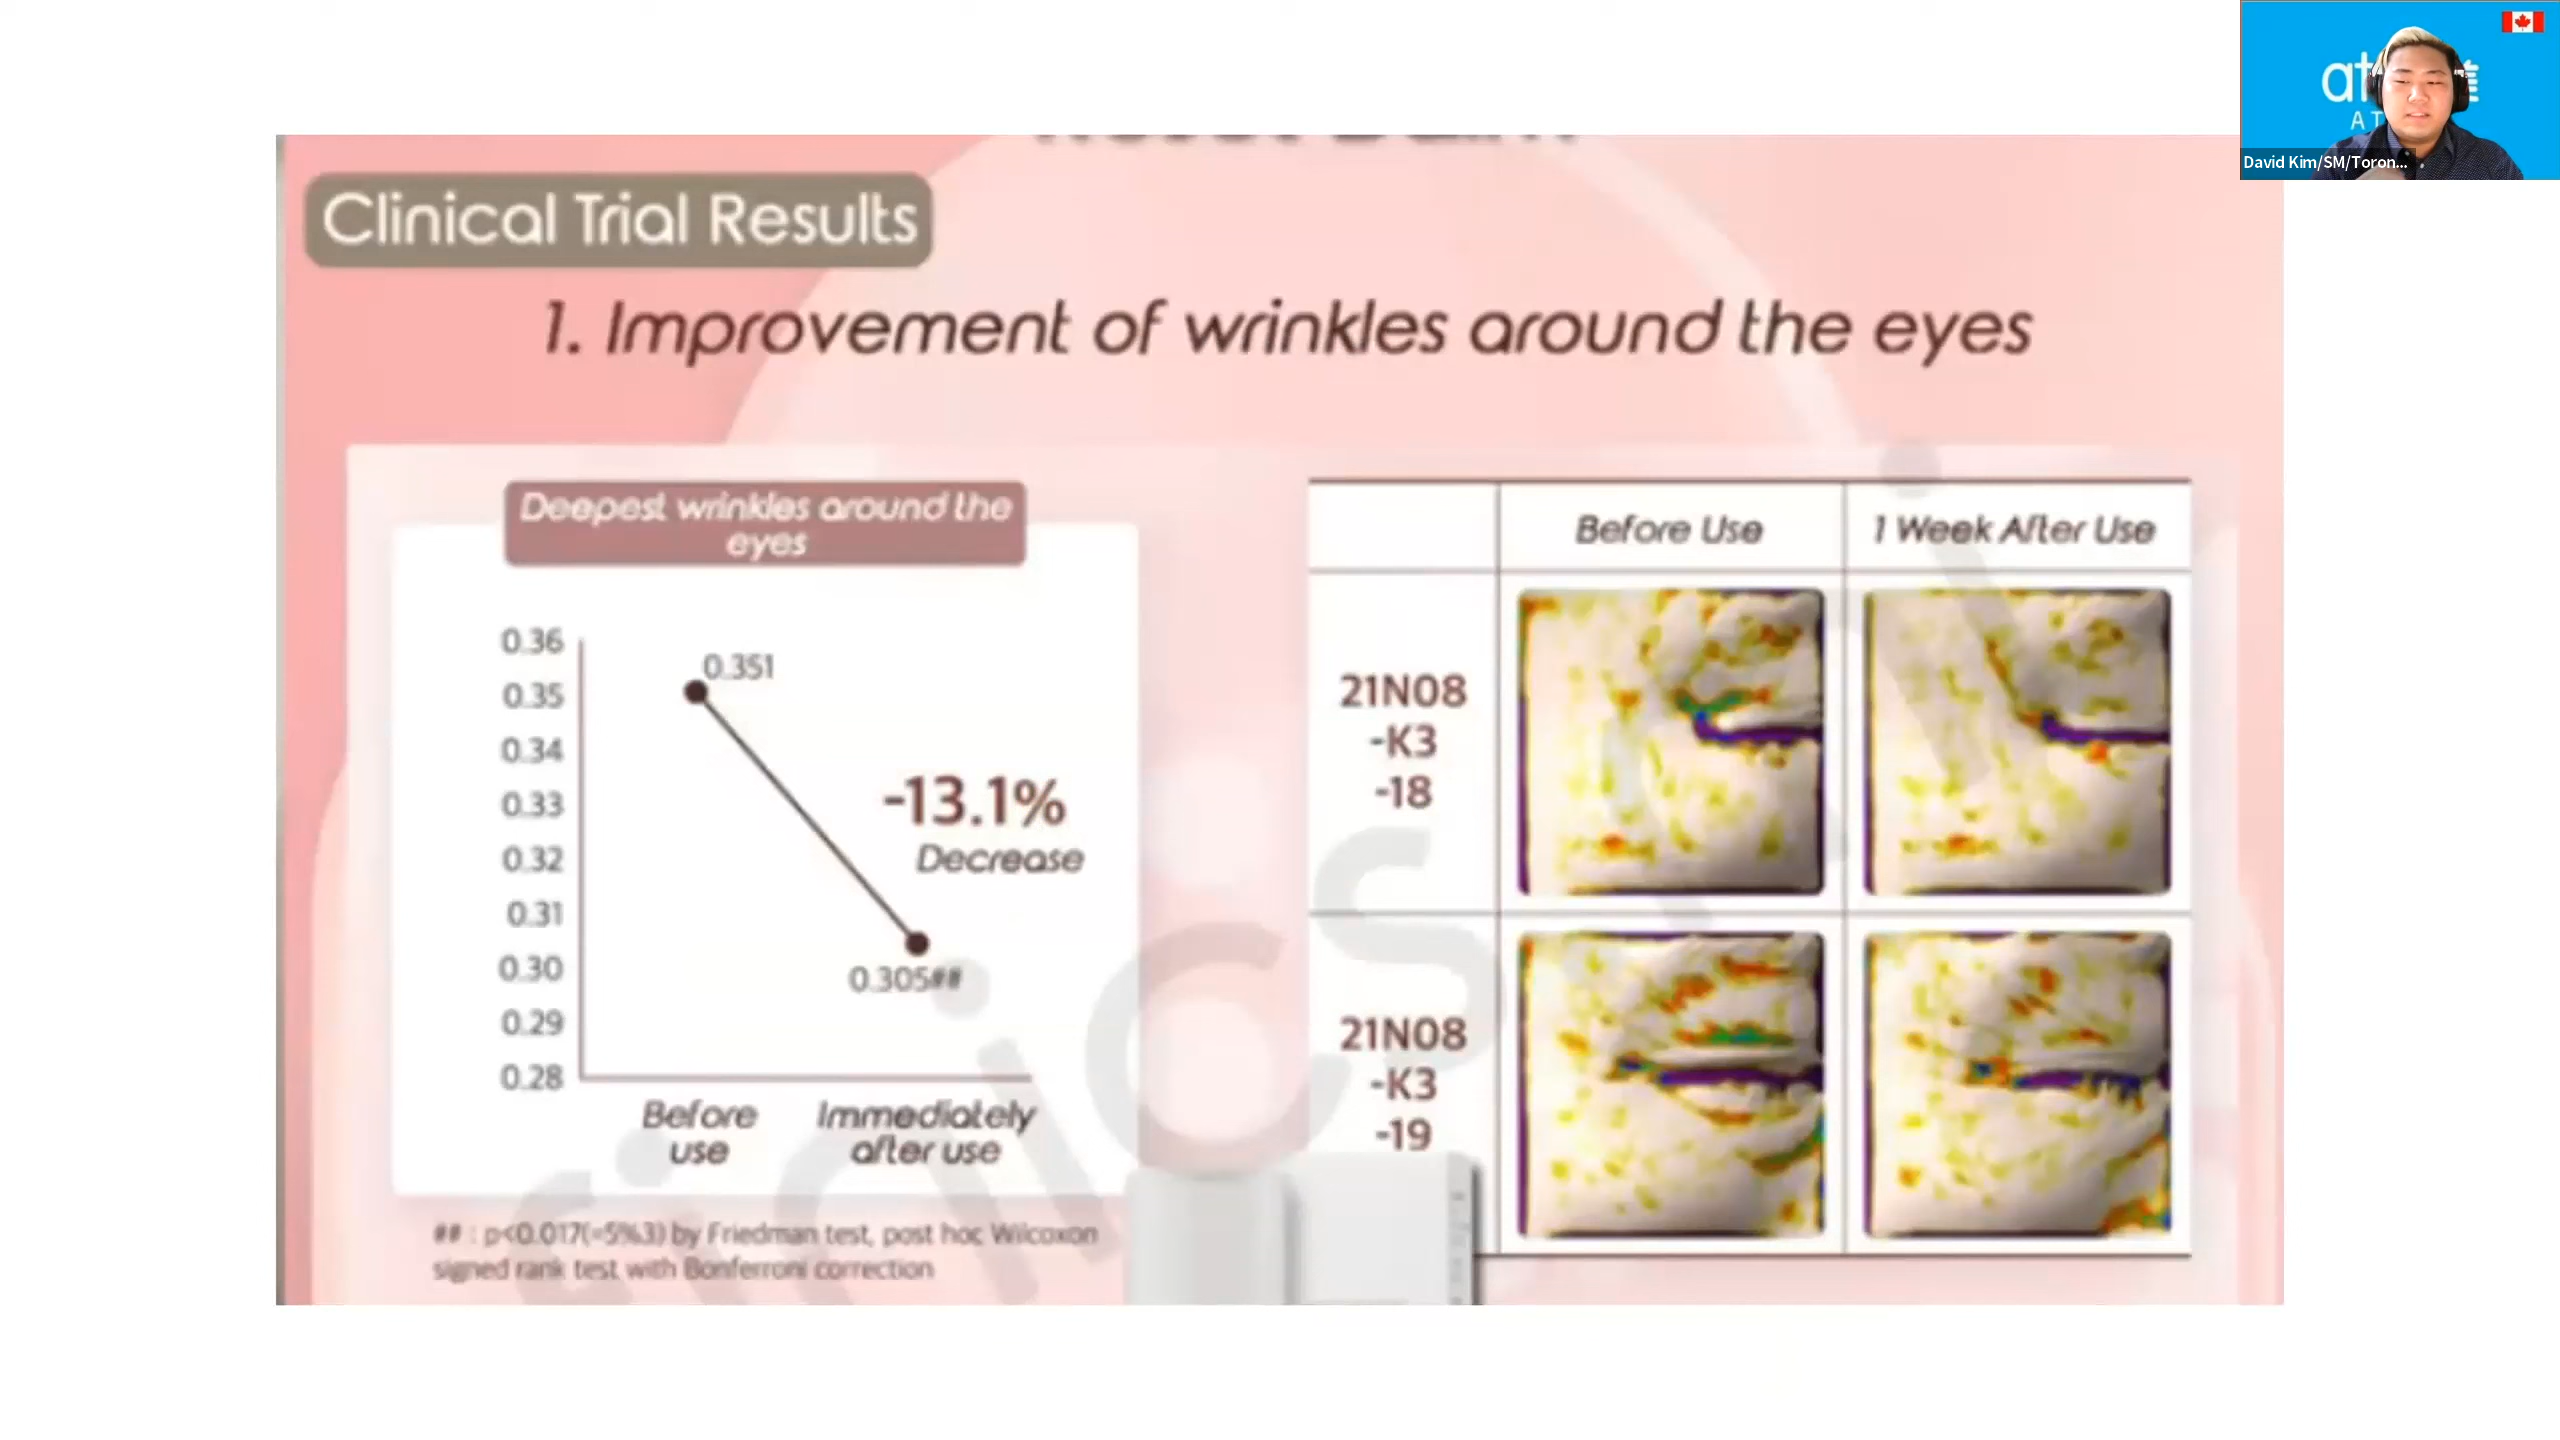 Clinical Trial Results
1. Improvement of wrinkles around the eyes
Deepest wrinkles around the
eyes
0.36
0.35
0.34
0.33
0.32
0.31
0.30
0.29
0.28
0.351
-13.1%
Decrease
0.305##
Before
use
Immediately
after use
## : p<0.017(=5%3) by Friedman test, post hoc Wilcoxon
signed rank test with Bonferroni correction
Before Use
1 Week After Use
21N08
-K3
-18
21N08
-K3
-19
David Kim/SM/Toron...